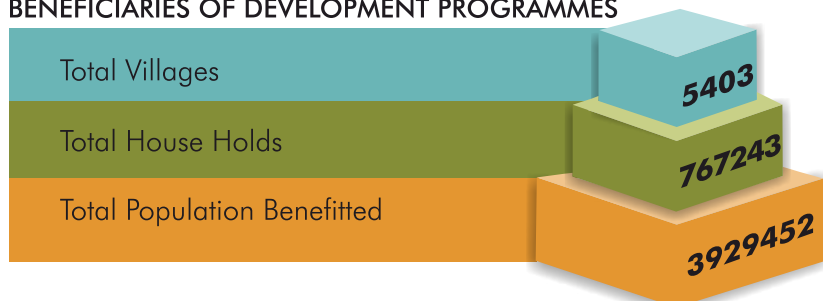 BENEFICIARIES OF DEVELOPMENT PROGRAMMES
Total Villages 5403
Total House Holds 767243
Total Population Benefitted 3929452